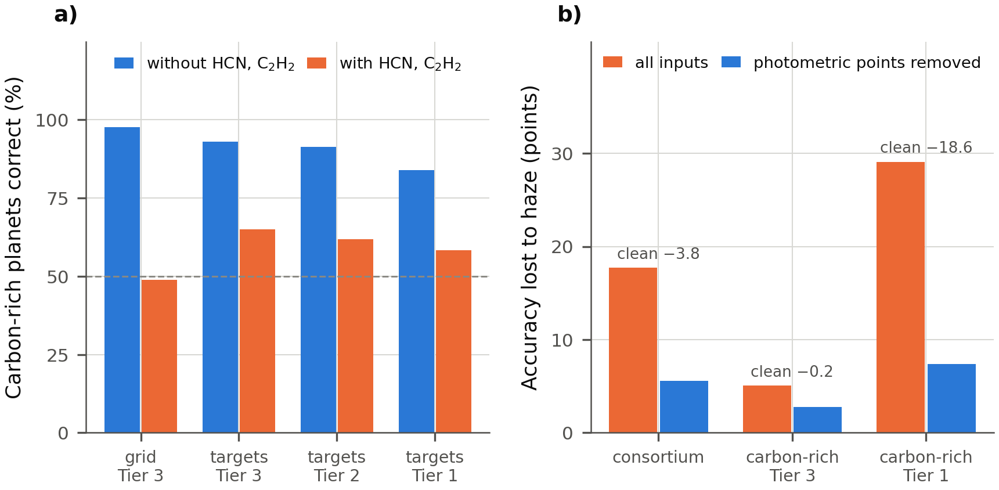 a)
without HCN, C₂H₂
with HCN, C₂H₂
Carbon-rich planets correct (%)
100
75
50
25
0
grid
Tier 3
targets
Tier 3
targets
Tier 2
targets
Tier 1
b)
all inputs
photometric points removed
Accuracy lost to haze (points)
30
20
10
0
clean −3.8
clean −0.2
clean −18.6
consortium
carbon-rich
Tier 3
carbon-rich
Tier 1